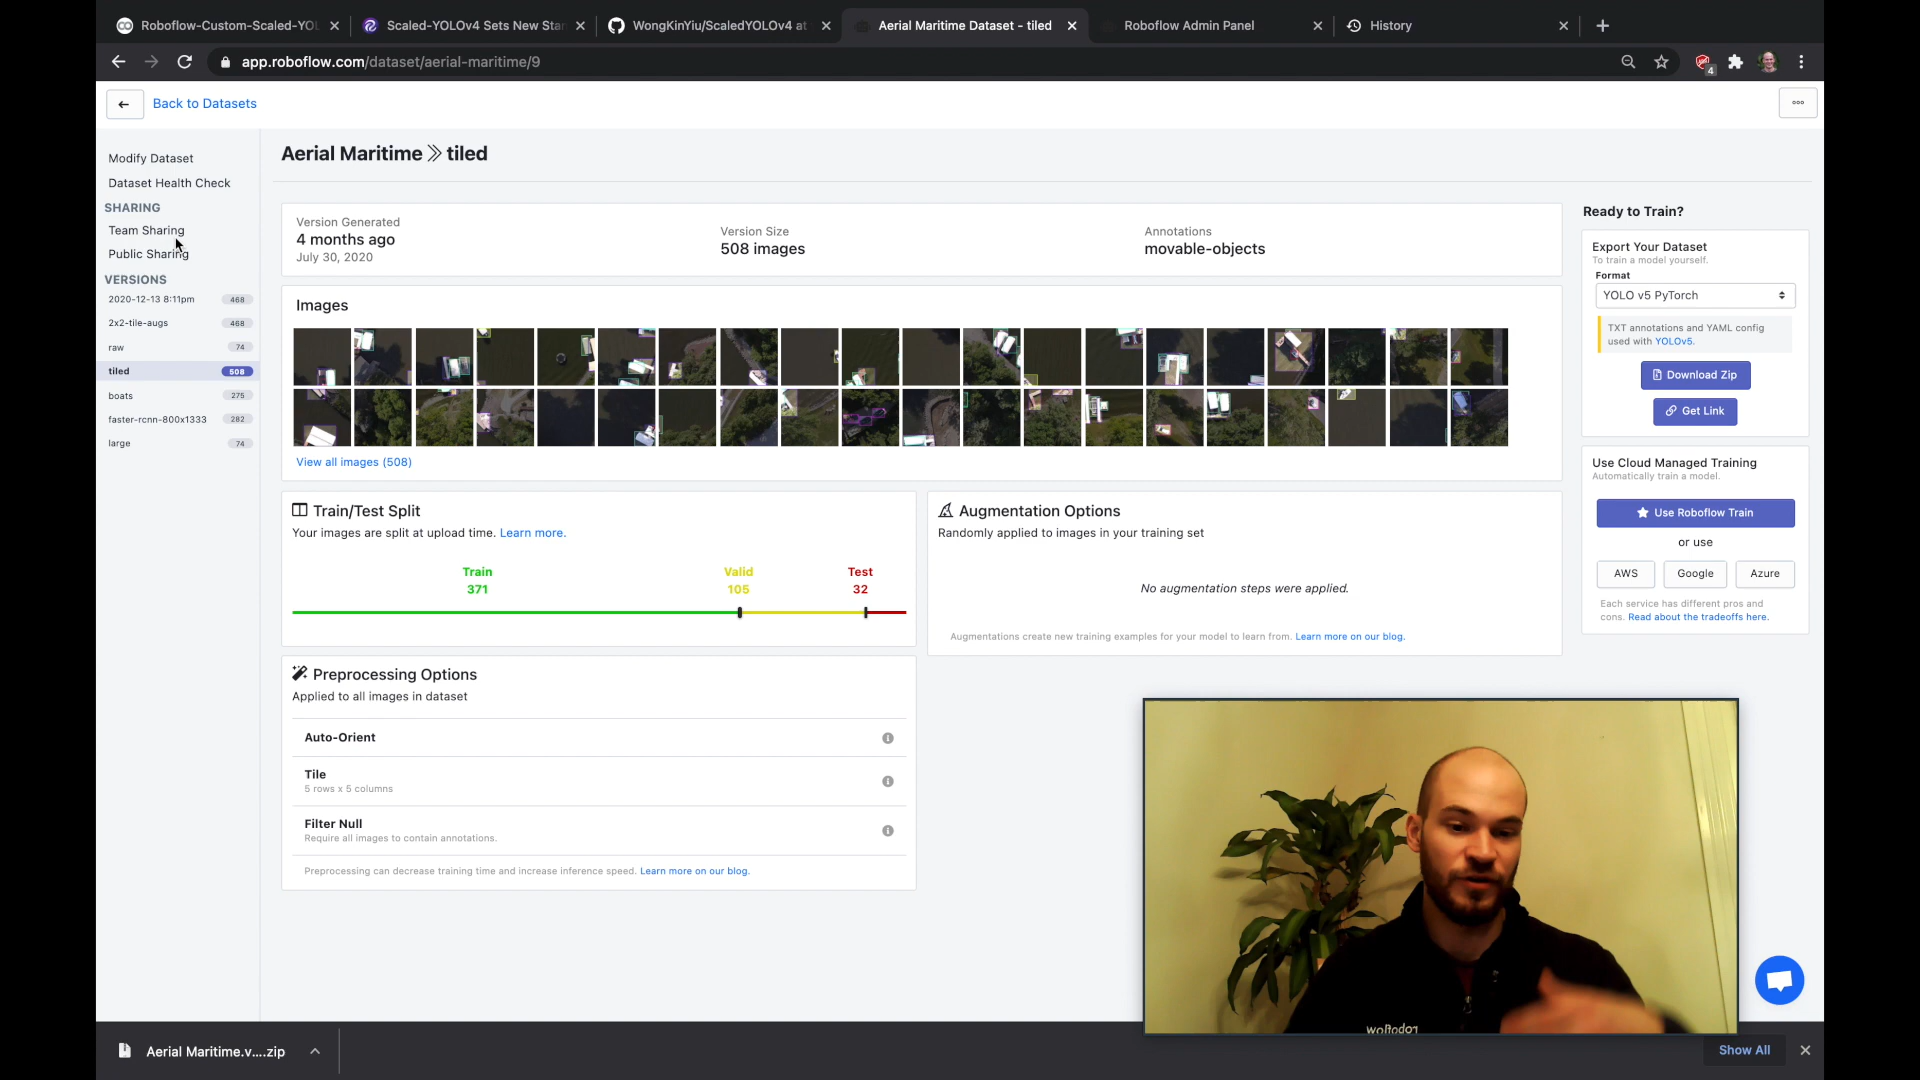 Roboflow-Custom-Scaled-YOL
Scaled-YOLOv4 Sets New Stan
WongKinYiu/ScaledYOLOv4 at
Aerial Maritime Dataset - tiled
Roboflow Admin Panel
History
app.roboflow.com/dataset/aerial-maritime/9
4
Back to Datasets
Modify Dataset
Dataset Health Check
SHARING
Team Sharing
Public Sharing
VERSIONS
2020-12-13 8:11pm 468
2x2-tile-augs 468
raw 74
tiled 508
boats 275
faster-rcnn-800x1333 282
large 74
Aerial Maritime >> tiled
Version Generated
4 months ago
July 30, 2020
Version Size
508 images
Annotations
movable-objects
Images
View all images (508)
Train/Test Split
Your images are split at upload time. Learn more.
Train Valid Test
371 105 32
Augmentation Options
Randomly applied to images in your training set
No augmentation steps were applied.
Augmentations create new training examples for your model to learn from. Learn more on our blog.
Preprocessing Options
Applied to all images in dataset
Auto-Orient
Tile
5 rows x 5 columns
Filter Null
Require all images to contain annotations.
Preprocessing can decrease training time and increase inference speed. Learn more on our blog.
Ready to Train?
Export Your Dataset
To train a model yourself.
Format
YOLO v5 PyTorch
TXT annotations and YAML config
used with YOLOv5.
Download Zip
Get Link
Use Cloud Managed Training
Automatically train a model.
Use Roboflow Train
or use
AWS Google Azure
Each service has different pros and
cons. Read about the tradeoffs here.
roboflow
Aerial Maritime.v....zip
Show All